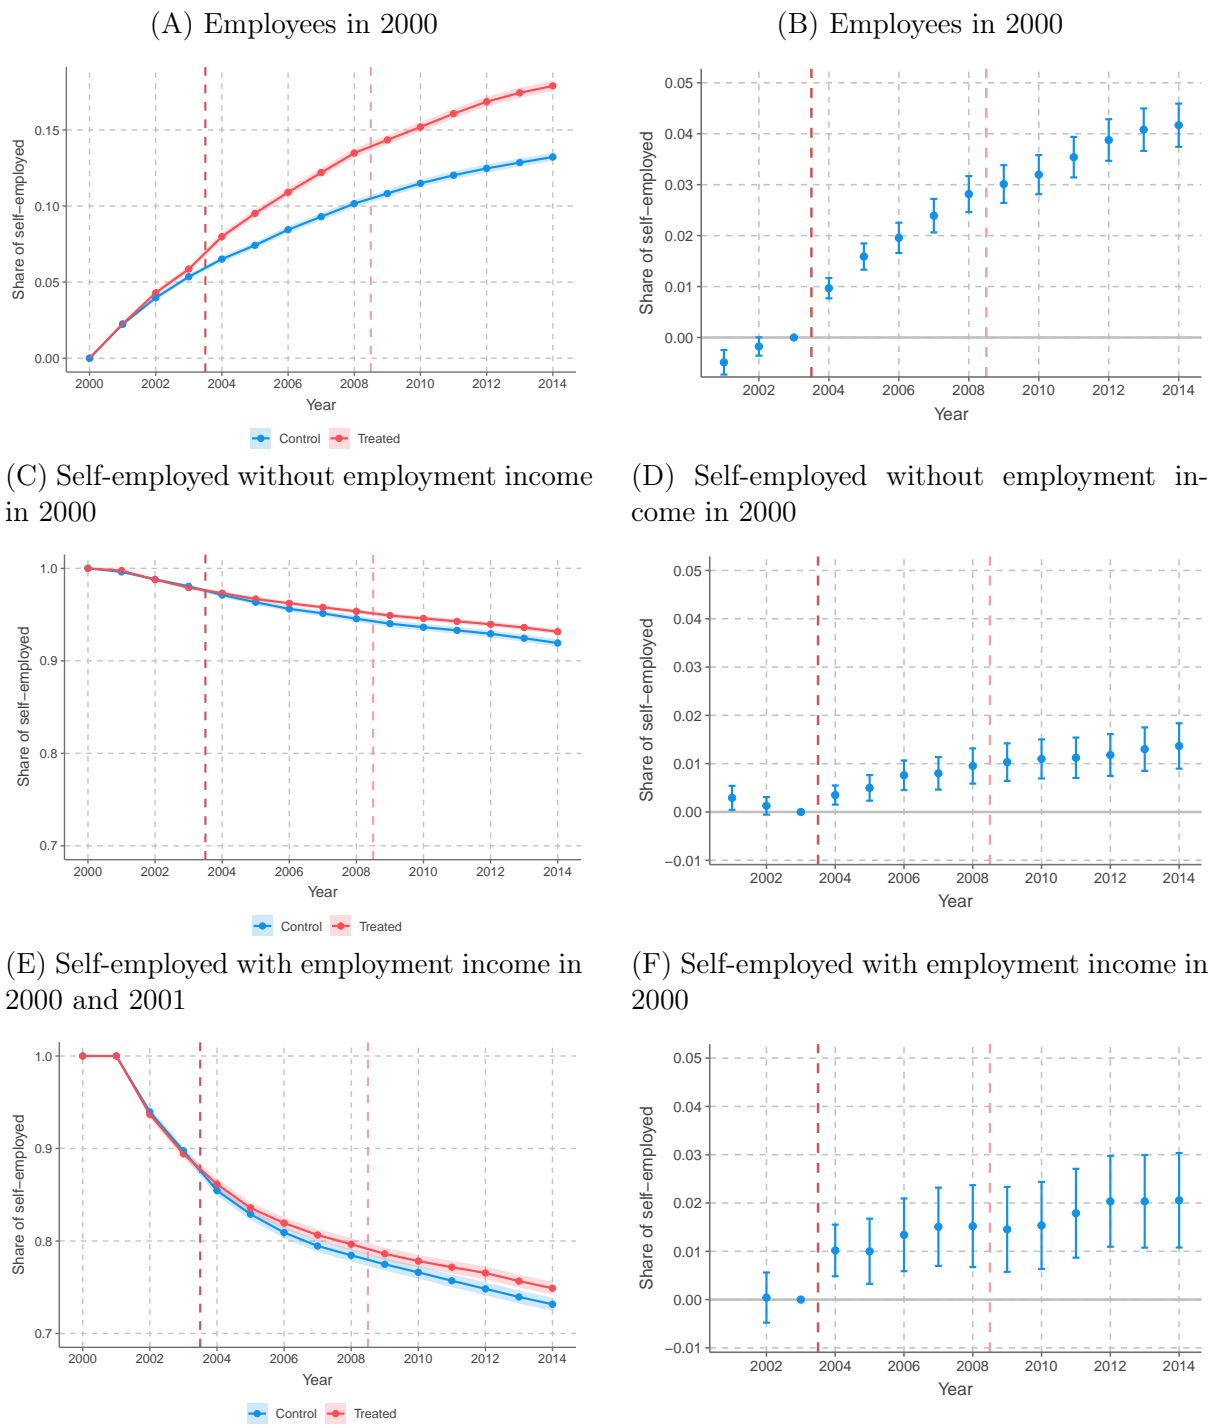 (A) Employees in 2000
0.15
0.10
0.05
0.00
Share of self−employed
2000 2002 2004 2006 2008 2010 2012 2014
Year
Control Treated
(B) Employees in 2000
0.05
0.04
0.03
0.02
0.01
0.00
Share of self−employed
2002 2004 2006 2008 2010 2012 2014
Year
(C) Self-employed without employment income
in 2000
1.0
0.9
0.8
0.7
Share of self−employed
2000 2002 2004 2006 2008 2010 2012 2014
Year
Control Treated
(D) Self-employed without employment in-
come in 2000
0.05
0.04
0.03
0.02
0.01
0.00
−0.01
Share of self−employed
2002 2004 2006 2008 2010 2012 2014
Year
(E) Self-employed with employment income in
2000 and 2001
1.0
0.9
0.8
0.7
Share of self−employed
2000 2002 2004 2006 2008 2010 2012 2014
Year
Control Treated
(F) Self-employed with employment income in
2000
0.05
0.04
0.03
0.02
0.01
0.00
−0.01
Share of self−employed
2002 2004 2006 2008 2010 2012 2014
Year